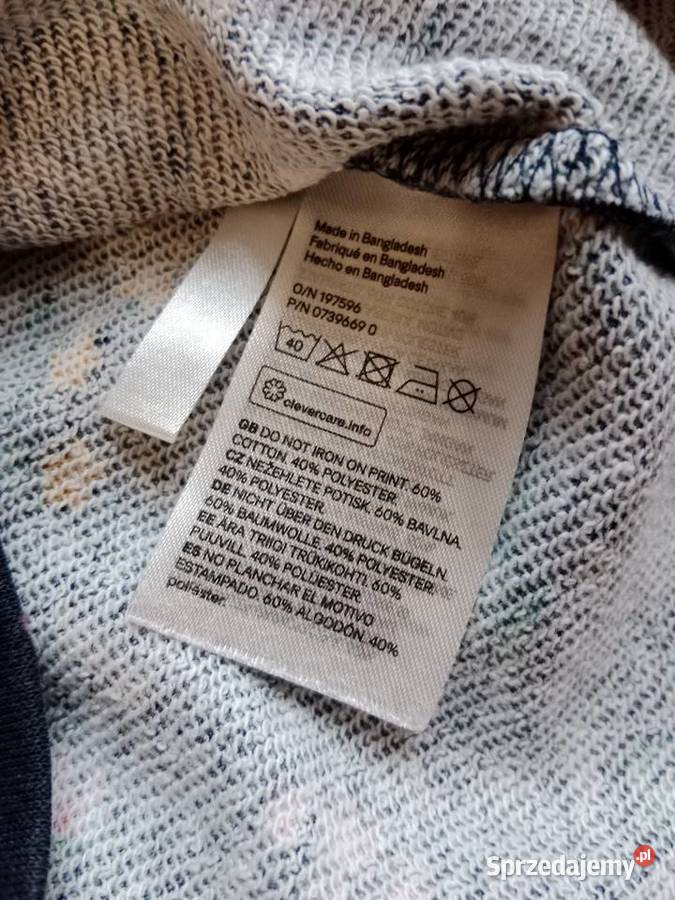 Made in Bangladesh
Fabriqué en Bangladesh
Hecho en Bangladesh
O/N 197596
P/N 0739669 0
40
clevercare.info
GB DO NOT IRON ON PRINT. 60%
COTTON. 40% POLYESTER.
CZ NEŽEHLETE POTISK. 60% BAVLNA.
40% POLYESTER.
DE NICHT ÜBER DEN DRUCK BÜGELN.
60% BAUMWOLLE. 40% POLYESTER.
EE ÄRA TRIIGI TRÜKIKOHTI. 60%
PUUVILL. 40% POLÜESTER.
ES NO PLANCHAR EL MOTIVO
ESTAMPADO. 60% ALGODÓN. 40%
poliáster.
Sprzedajemy.pl